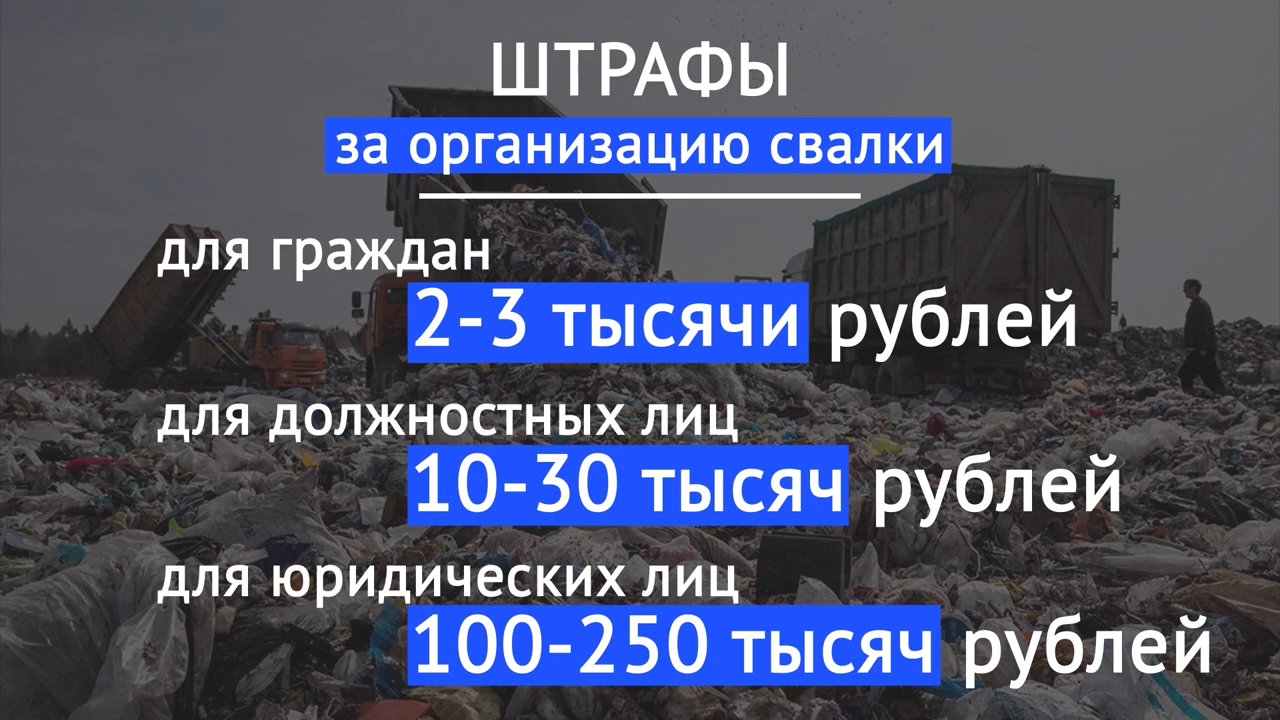 ШТРАФЫ
за организацию свалки
для граждан
2-3 тысячи рублей
для должностных лиц
10-30 тысяч рублей
для юридических лиц
100-250 тысяч рублей